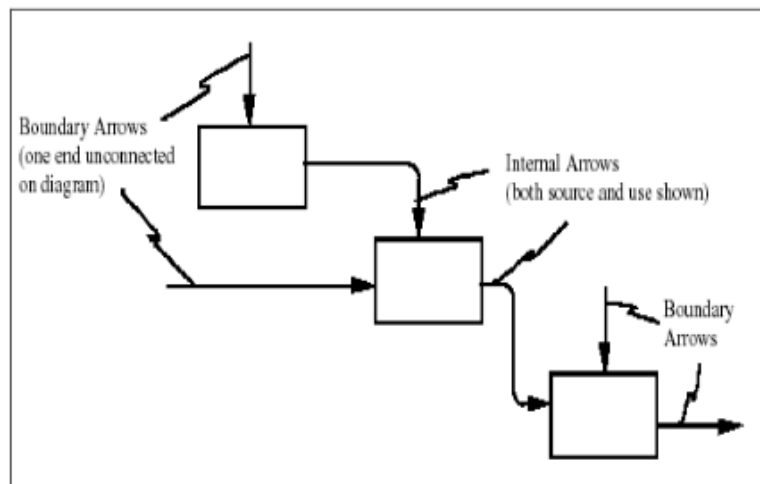 Boundary Arrows
(one end unconnected
on diagram)
Internal Arrows
(both source and use shown)
Boundary
Arrows